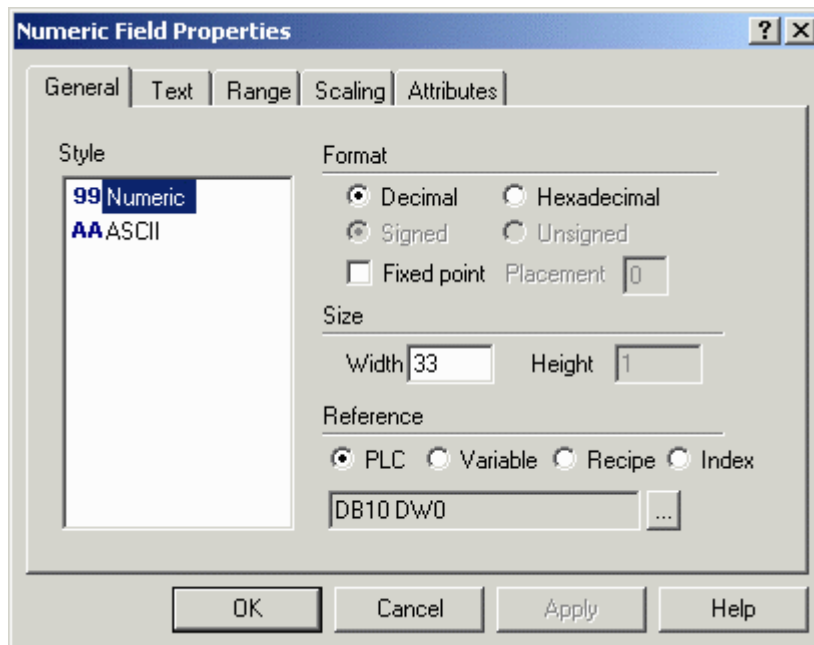 Numeric Field Properties
General Text Range Scaling Attributes
Style
99 Numeric
AA ASCII
Format
Decimal Hexadecimal
Signed Unsigned
Fixed point Placement 0
Size
Width 33 Height 1
Reference
PLC Variable Recipe Index
DB10 DW0 ...
OK Cancel Apply Help